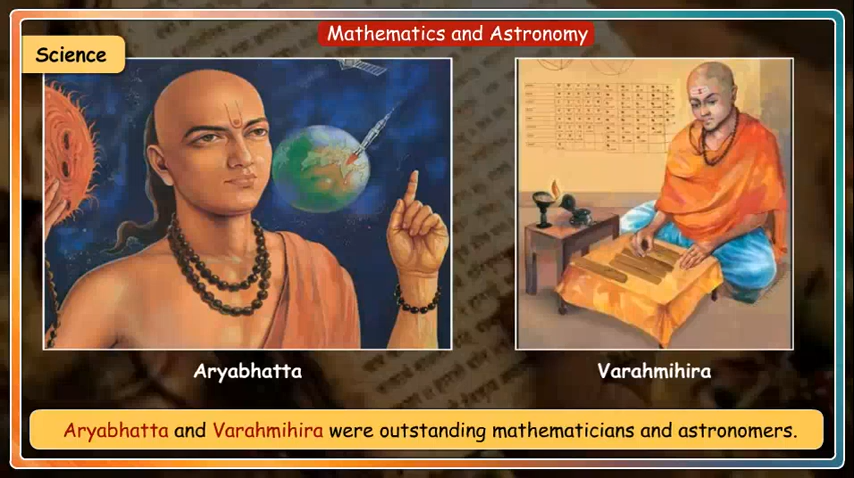 Mathematics and Astronomy
Science
Aryabhatta
Varahmihira
Aryabhatta and Varahmihira were outstanding mathematicians and astronomers.